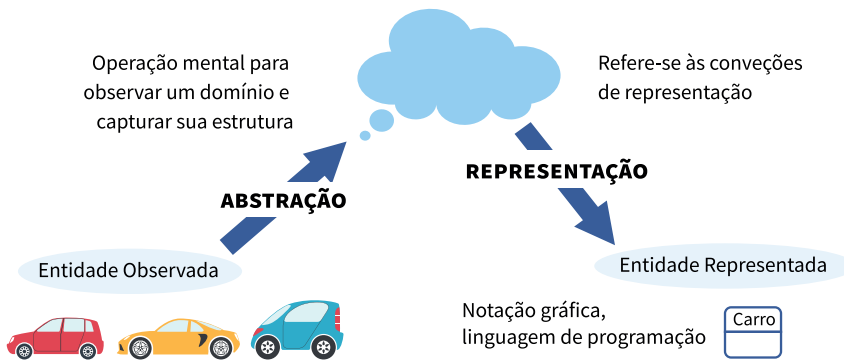 Operação mental para
observar um domínio e
capturar sua estrutura
Refere-se às conveções
de representação
ABSTRAÇÃO
REPRESENTAÇÃO
Entidade Observada
Entidade Representada
Notação gráfica,
linguagem de programação
Carro